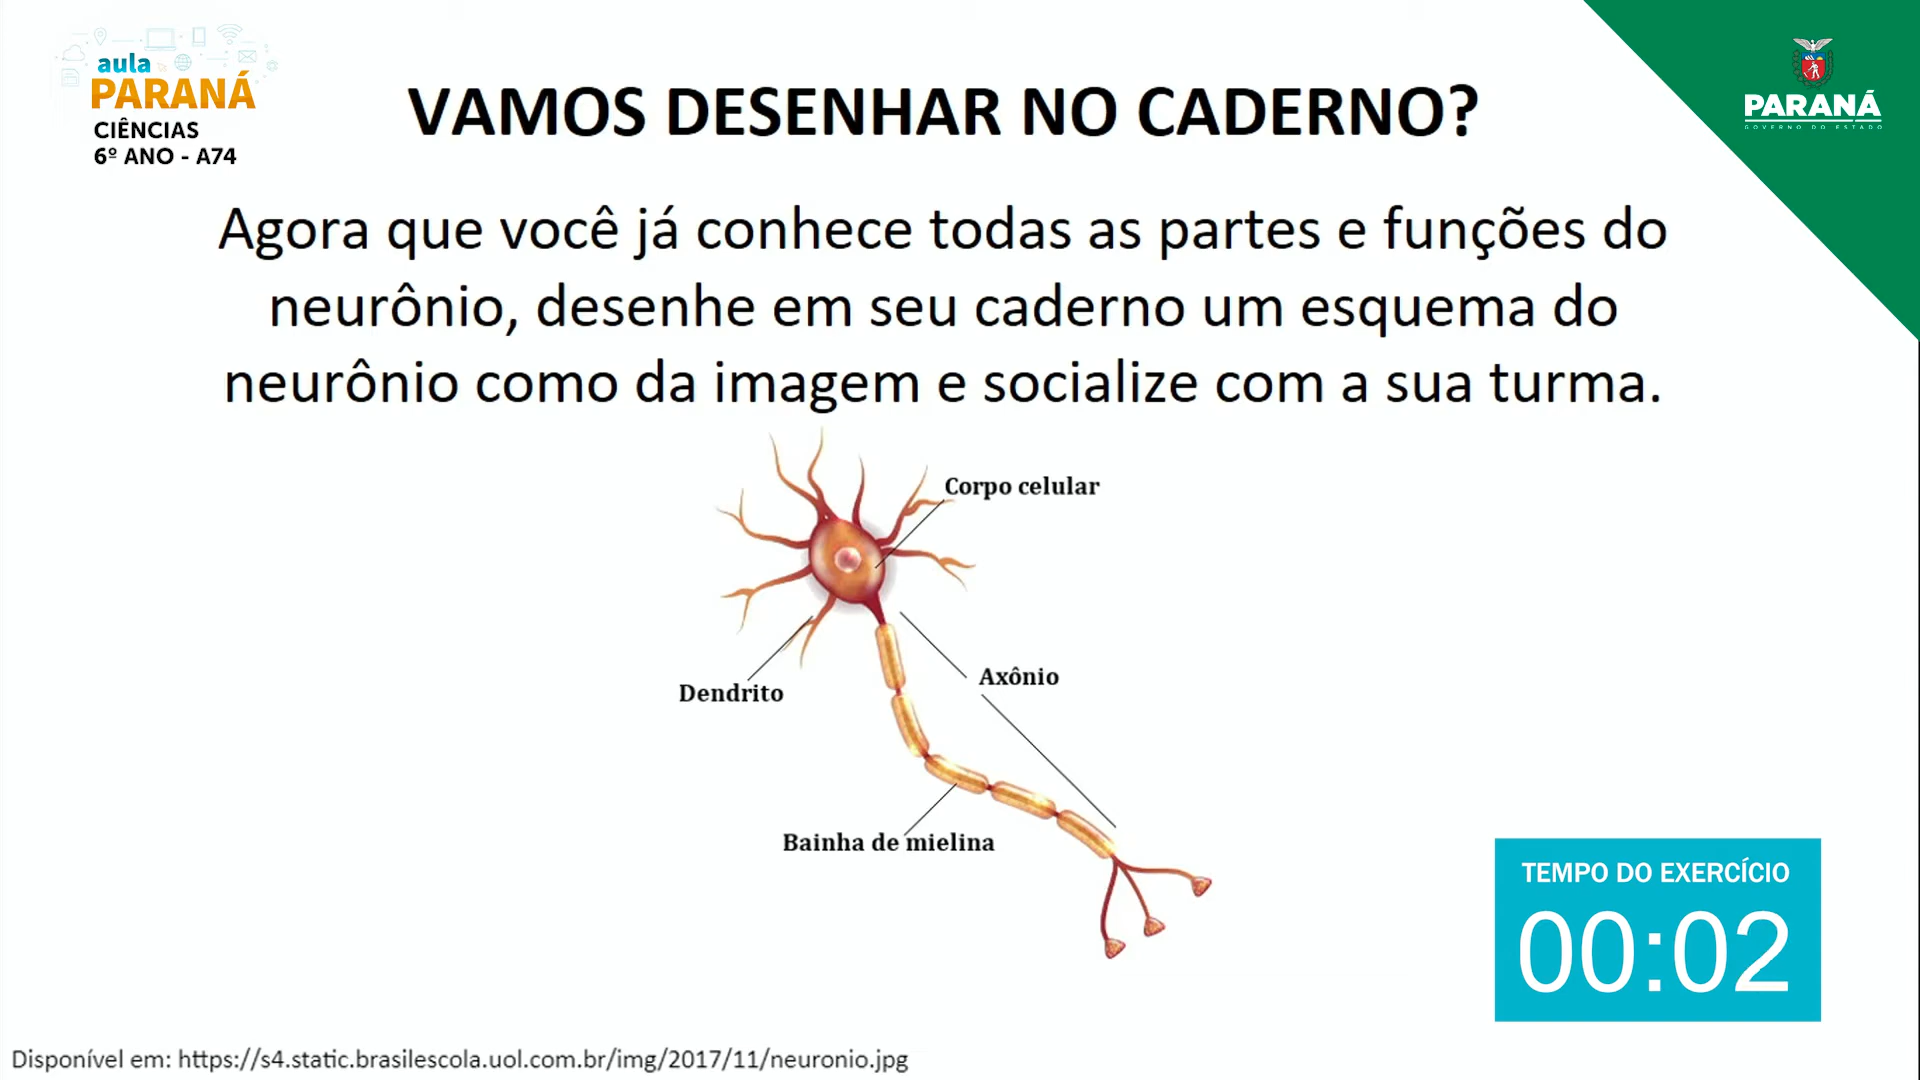 aula
PARANÁ
CIÊNCIAS
6º ANO - A74
VAMOS DESENHAR NO CADERNO?
PARANÁ
GOVERNO DO ESTADO
Agora que você já conhece todas as partes e funções do
neurônio, desenhe em seu caderno um esquema do
neurônio como da imagem e socialize com a sua turma.
Corpo celular
Axônio
Dendrito
Bainha de mielina
TEMPO DO EXERCÍCIO
00:02
Disponível em: https://s4.static.brasilescola.uol.com.br/img/2017/11/neuronio.jpg